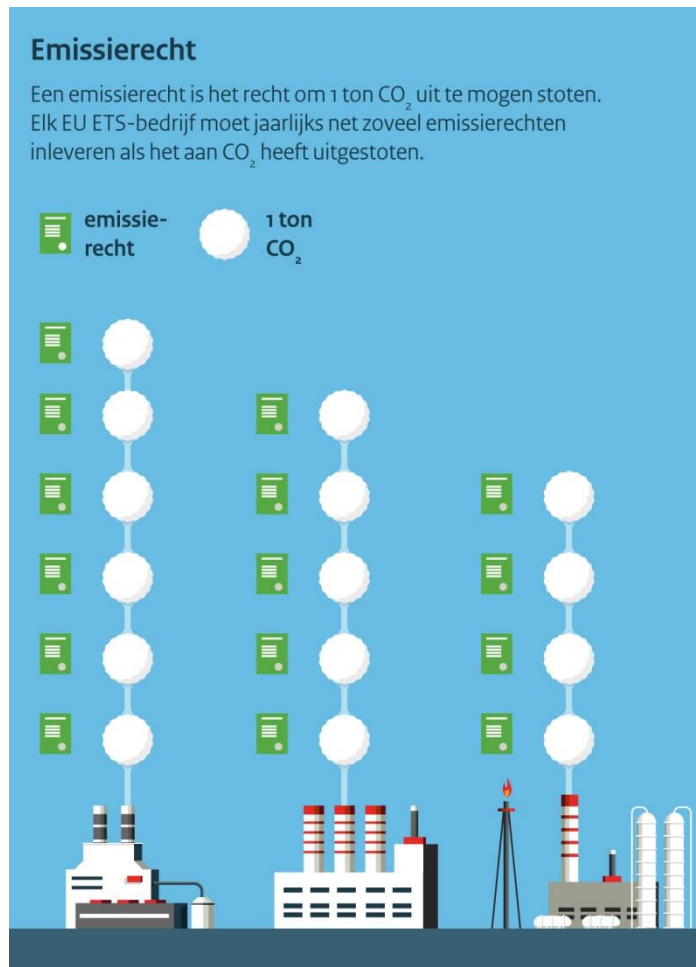 Emissierecht
Een emissierecht is het recht om 1 ton CO₂ uit te mogen stoten.
Elk EU ETS-bedrijf moet jaarlijks net zoveel emissierechten
inleveren als het aan CO₂ heeft uitgestoten.
emissie-
recht
1 ton
CO₂